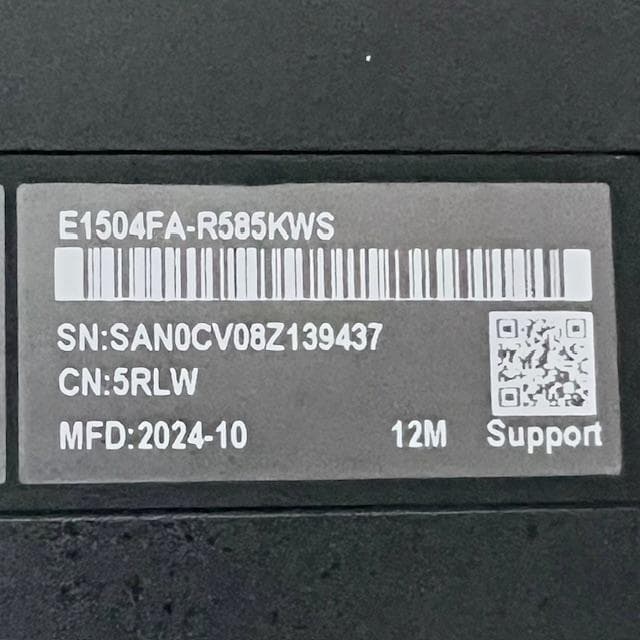 E1504FA-R585KWS
SN:SAN0CV08Z139437
CN:5RLW
MFD:2024-10 12M Support